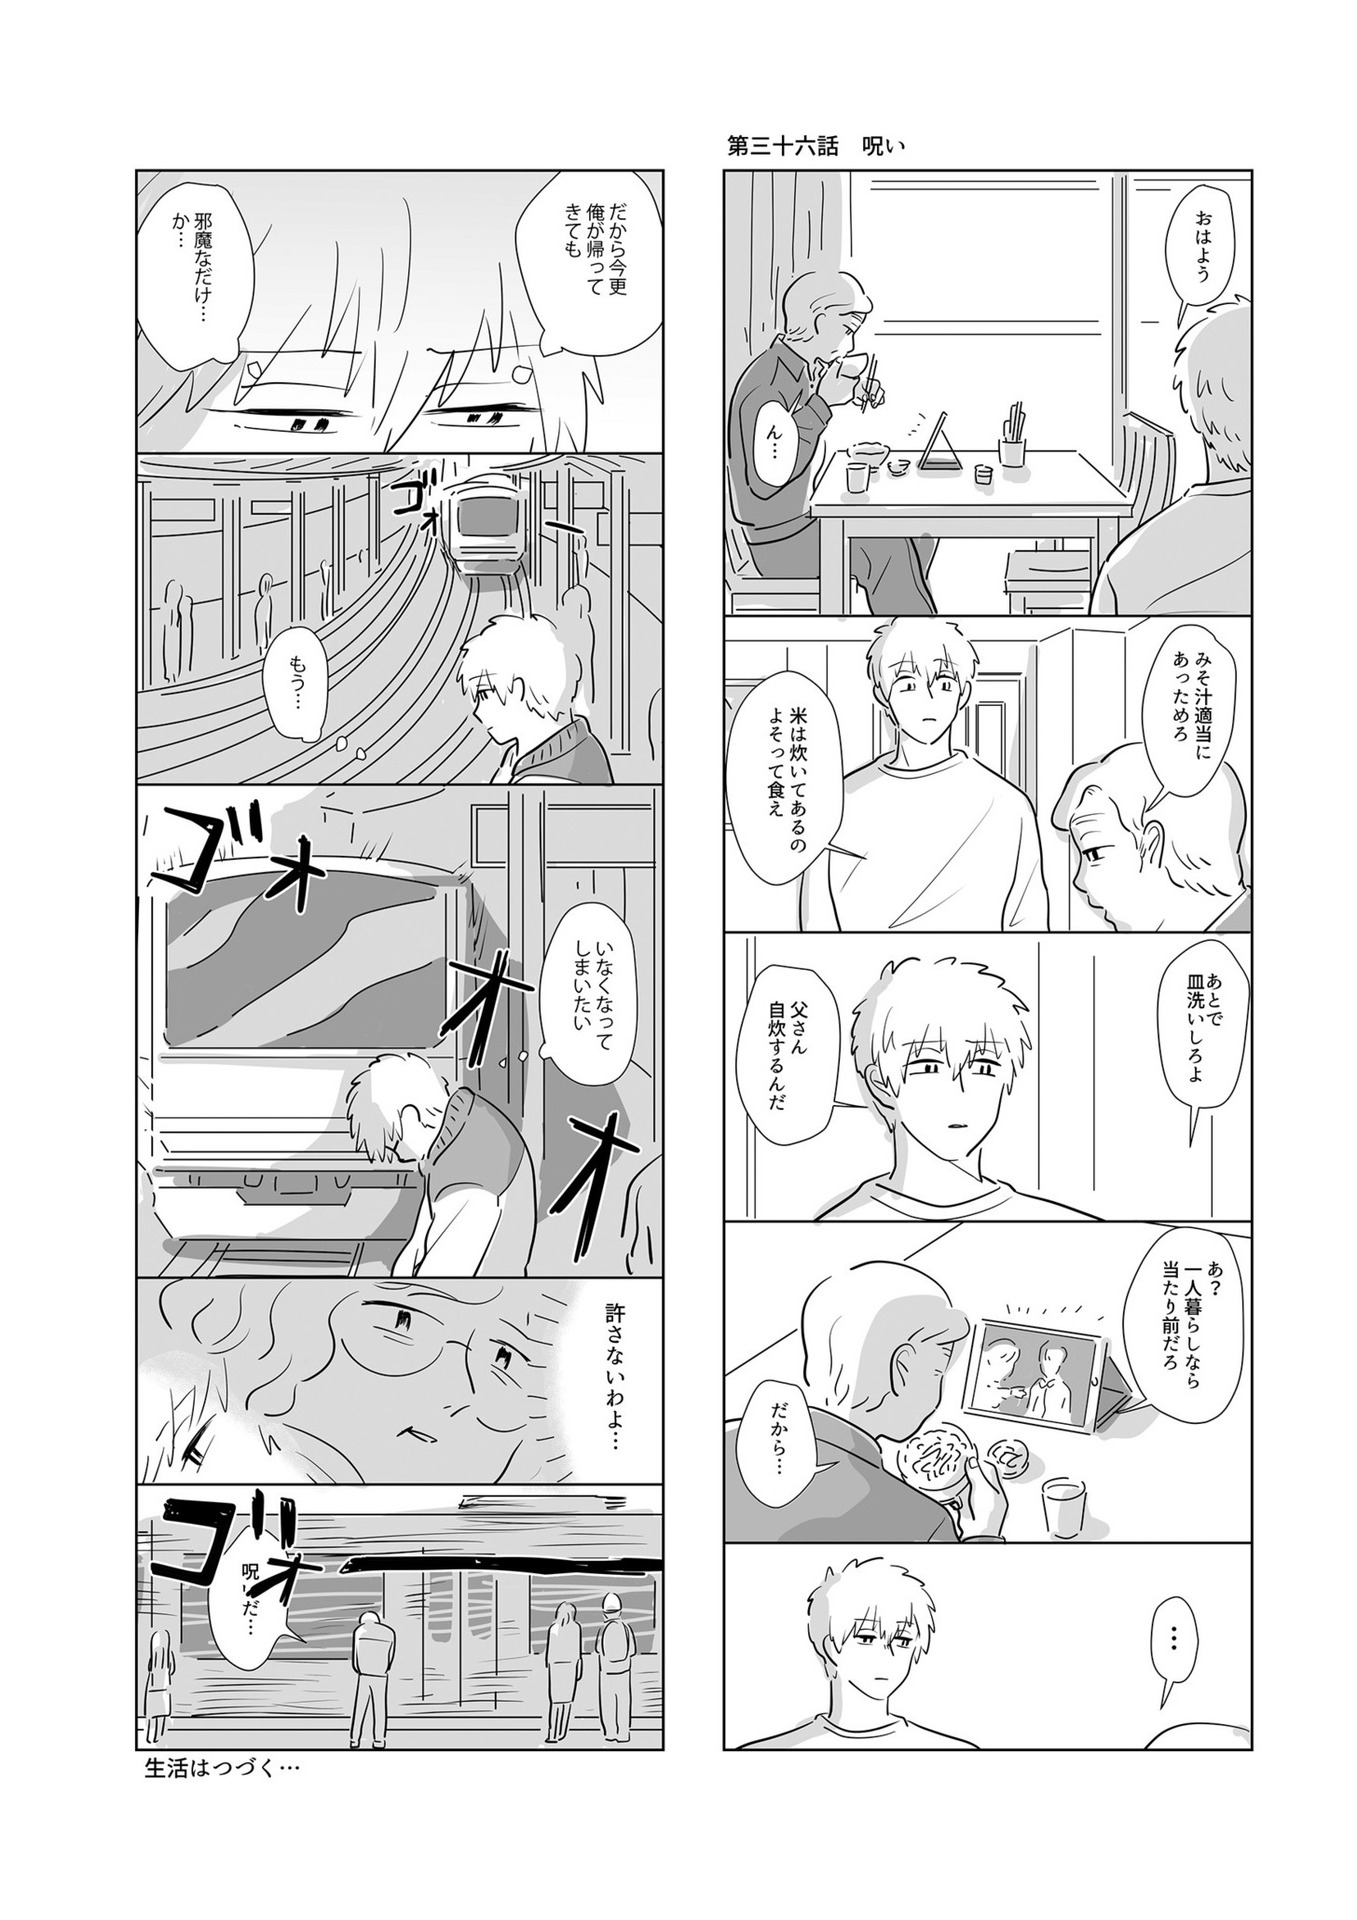 第三十六話 呪い
おはよう
ん…
みそ汁適当に
あっためろ
米は炊いてあるの
よそって食え
あとで
皿洗いしろよ
父さん
自炊するんだ
あ?
一人暮らしなら
当たり前だろ
だから…
…
だから今更
俺が帰って
きても
邪魔なだけ…
か…
ゴォ
もう…
ゴォォォ
いなくなって
しまいたい
許さないわよ…
ゴォ
呪いだ…
生活はつづく…